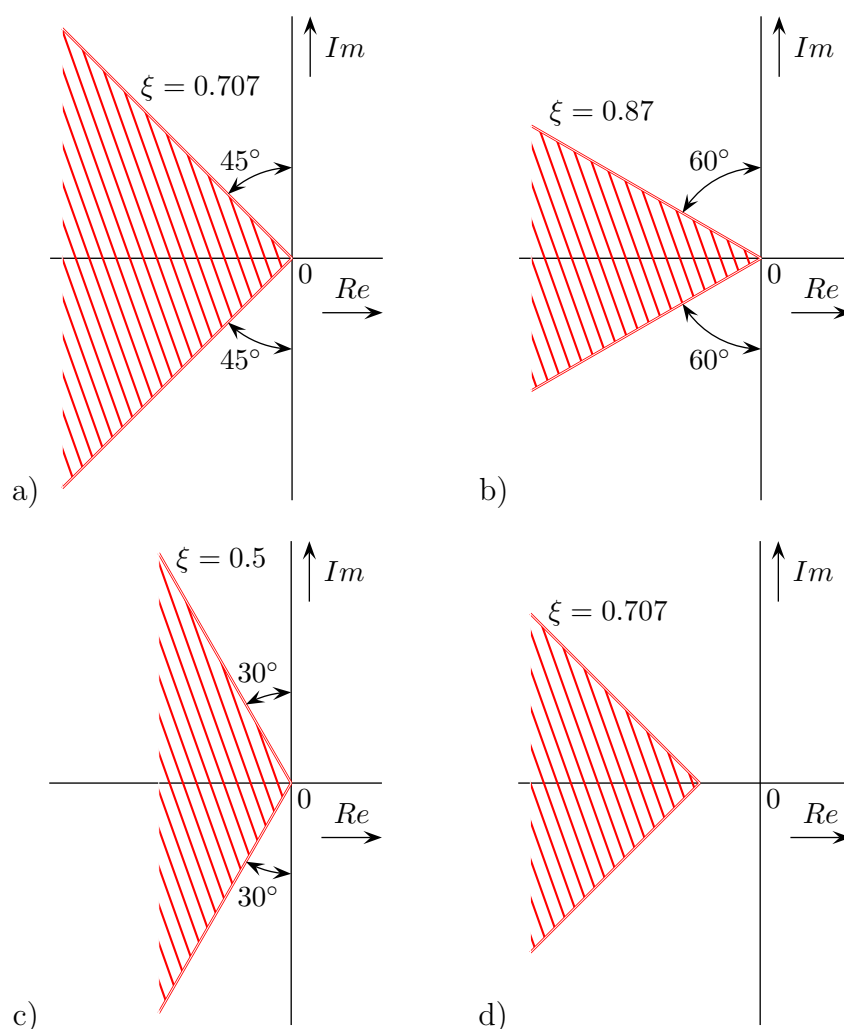 Im
ξ = 0.707
45°
0
Re
45°
a)
Im
ξ = 0.87
60°
0
Re
60°
b)
ξ = 0.5
Im
30°
0
Re
30°
c)
Im
ξ = 0.707
0
Re
d)